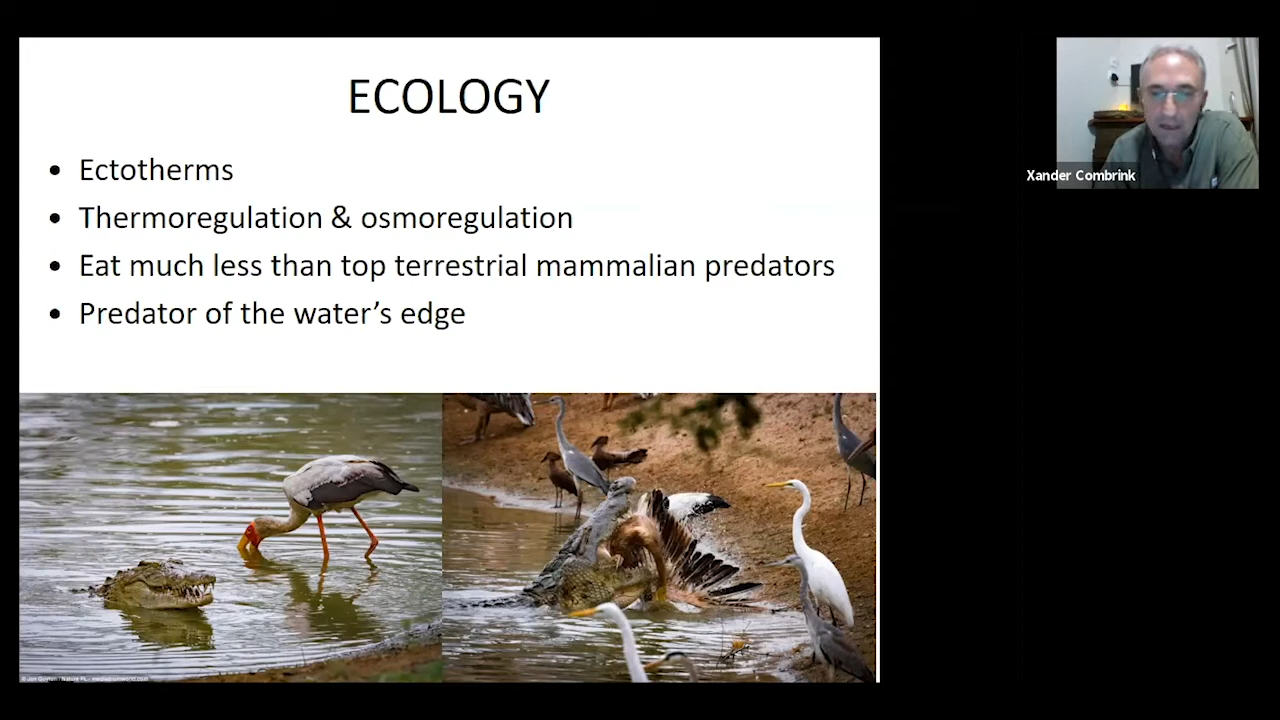 ECOLOGY
• Ectotherms
• Thermoregulation & osmoregulation
• Eat much less than top terrestrial mammalian predators
• Predator of the water’s edge
Xander Combrink